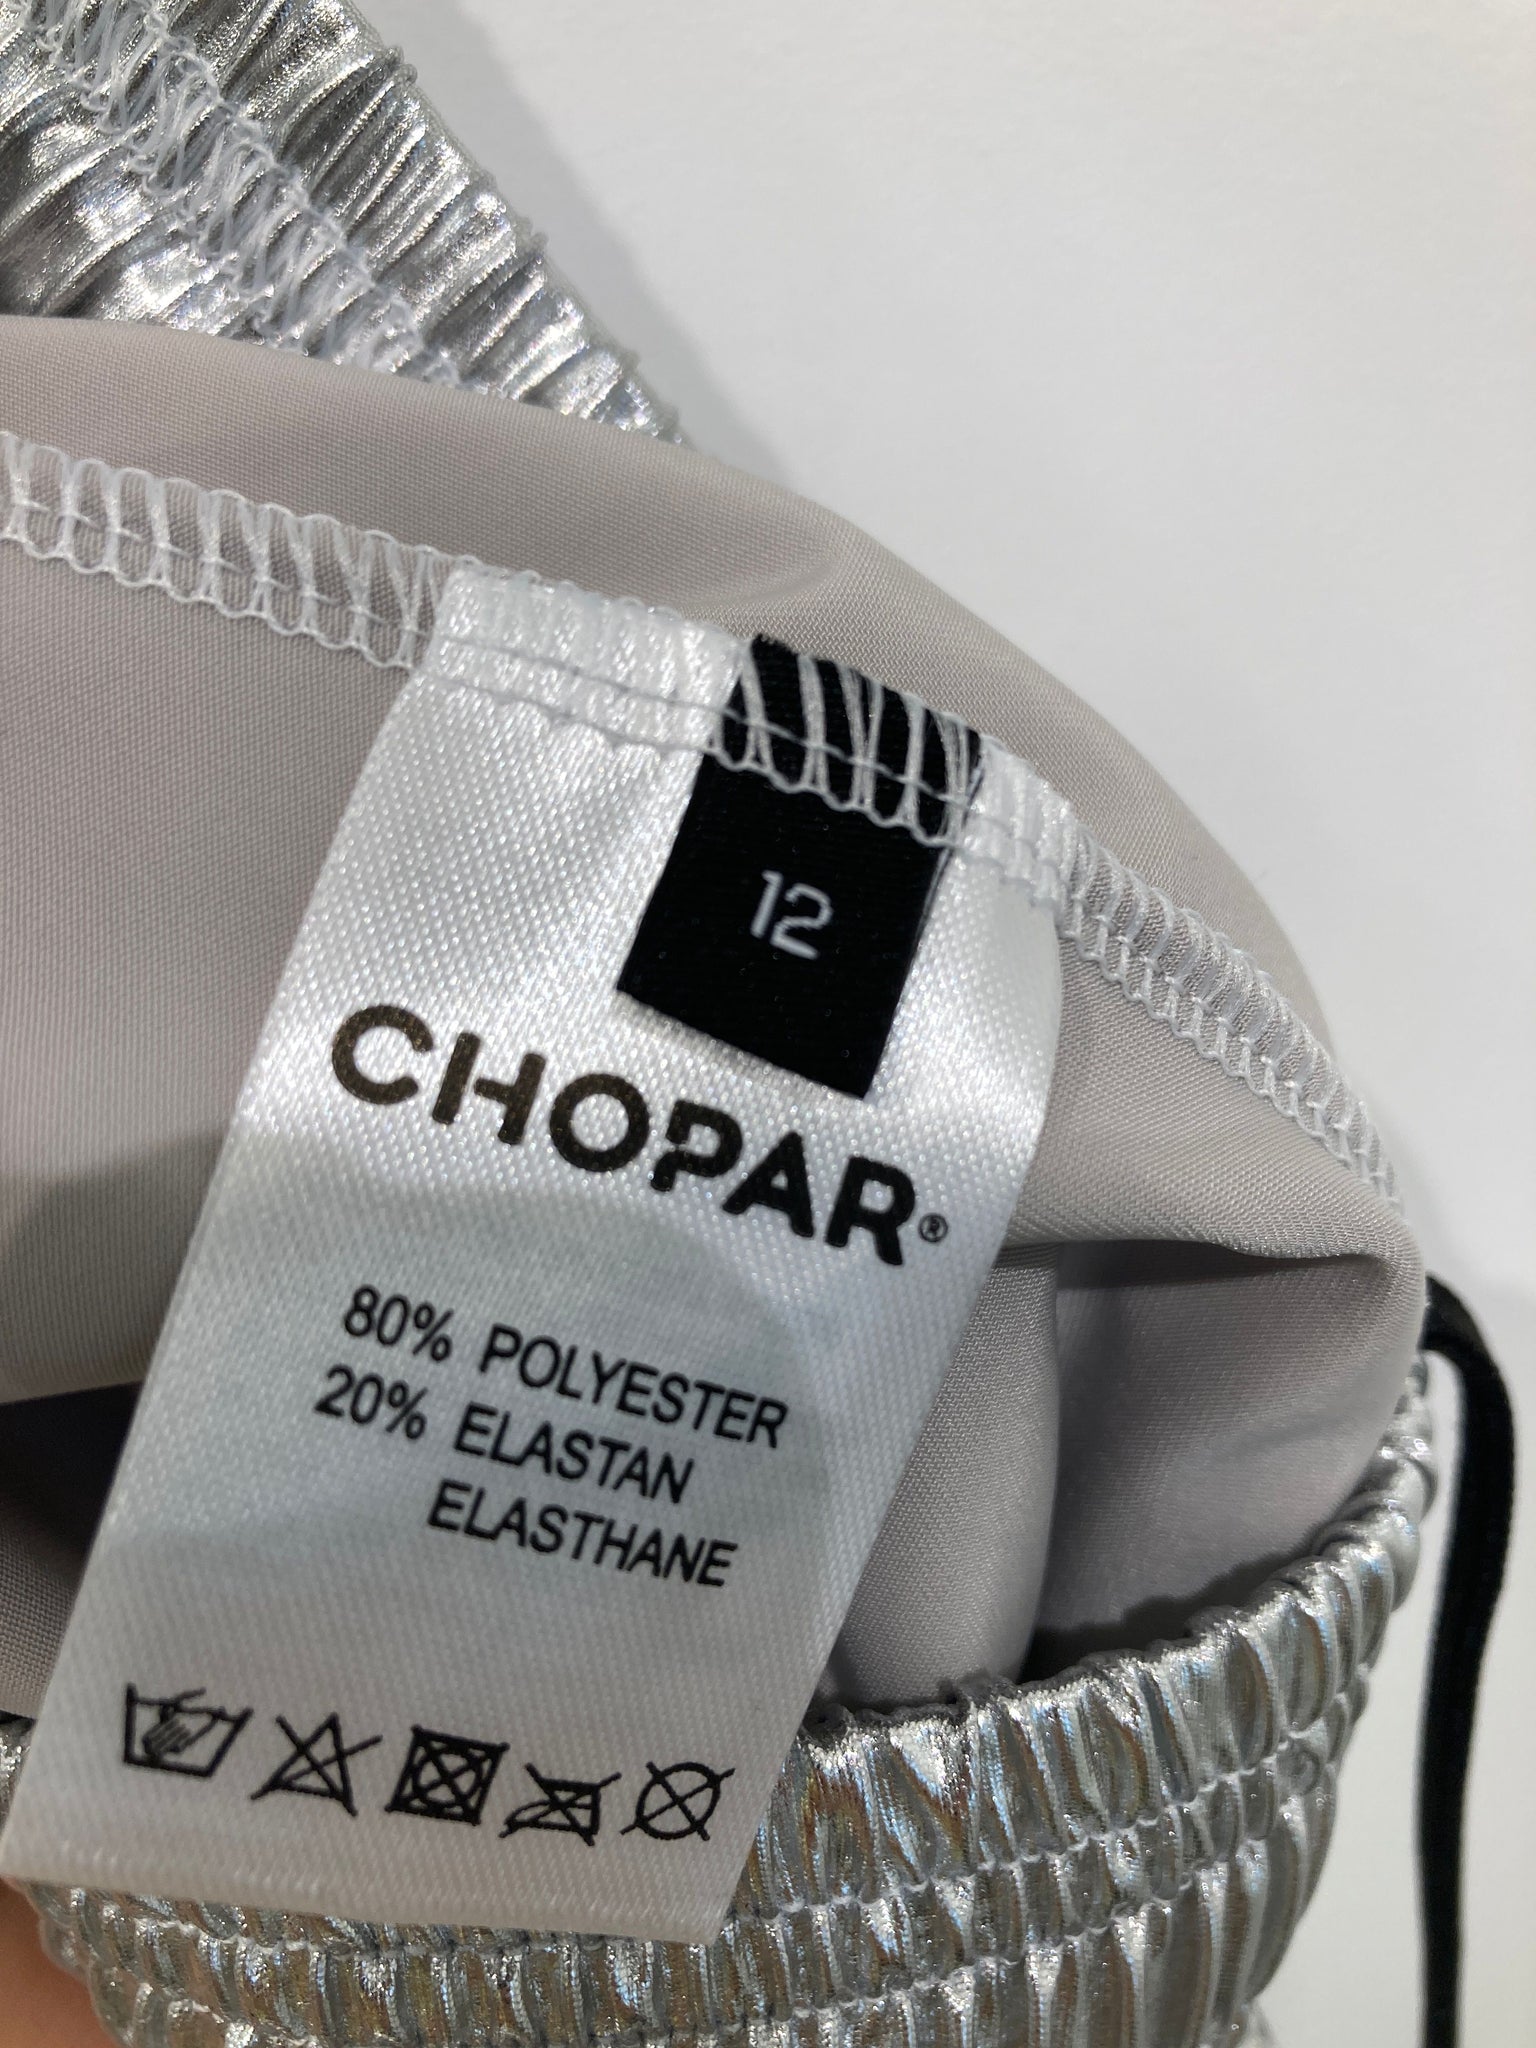 12
CHOPAR®
80% POLYESTER
20% ELASTAN
ELASTHANE